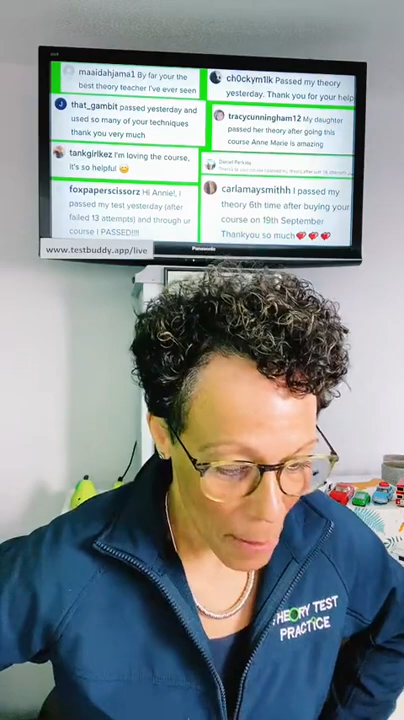 maaidahjama1 By far your the
best theory teacher I've ever seen
that_gambit passed yesterday and
used so many of your techniques
thank you very much
tankgirlkez I'm loving the course,
it's so helpful
foxpaperscissorz Hi Annie!, I
passed my test yesterday (after
failed 13 attempts) and through ur
course I PASSED!!!!
www.testbuddy.app/live
ch0ckym1lk Passed my theory
yesterday. Thank you for your help
tracycunningham12 My daughter
passed her theory after going this
course Anne Marie is amazing
carlamaysmithh I passed my
theory 6th time after buying your
course on 19th September
Thankyou so much
Panasonic
THEORY TEST
PRACTICE